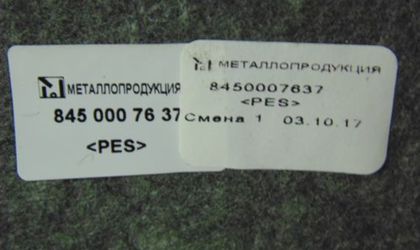 МЕТАЛЛОПРОДУКЦИЯ
845 000 76 37
<PES>
МЕТАЛЛОПРОДУКЦИЯ
8450007637
<PES>
Смена 1 03.10.17